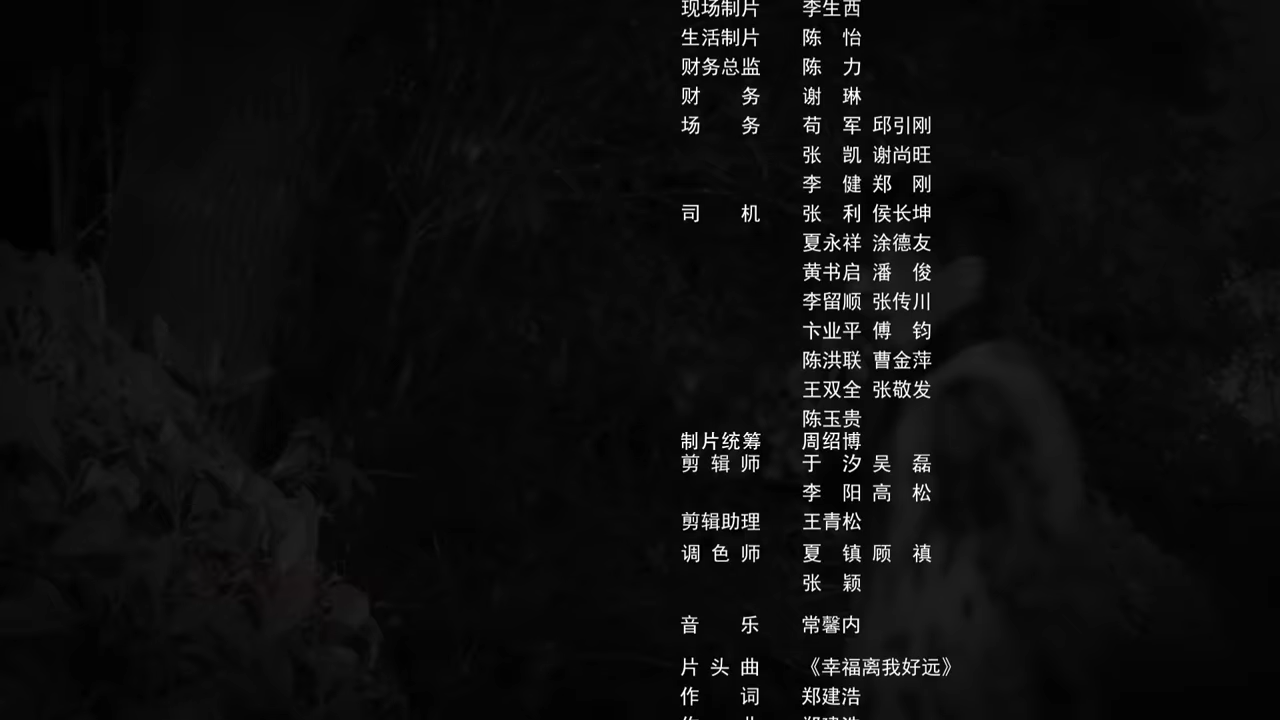 现场制片 李生西
生活制片 陈 怡
财务总监 陈 力
财 务 谢 琳
场 务 苟 军 邱引刚
张 凯 谢尚旺
李 健 郑 刚
司 机 张 利 侯长坤
夏永祥 涂德友
黄书启 潘 俊
李留顺 张传川
卞业平 傅 钧
陈洪联 曹金萍
王双全 张敬发
陈玉贵
制片统筹 周绍博
剪 辑 师 于 汐 吴 磊
李 阳 高 松
剪辑助理 王青松
调 色 师 夏 镇 顾 禛
张 颖
音 乐 常馨内
片 头 曲 《幸福离我好远》
作 词 郑建浩